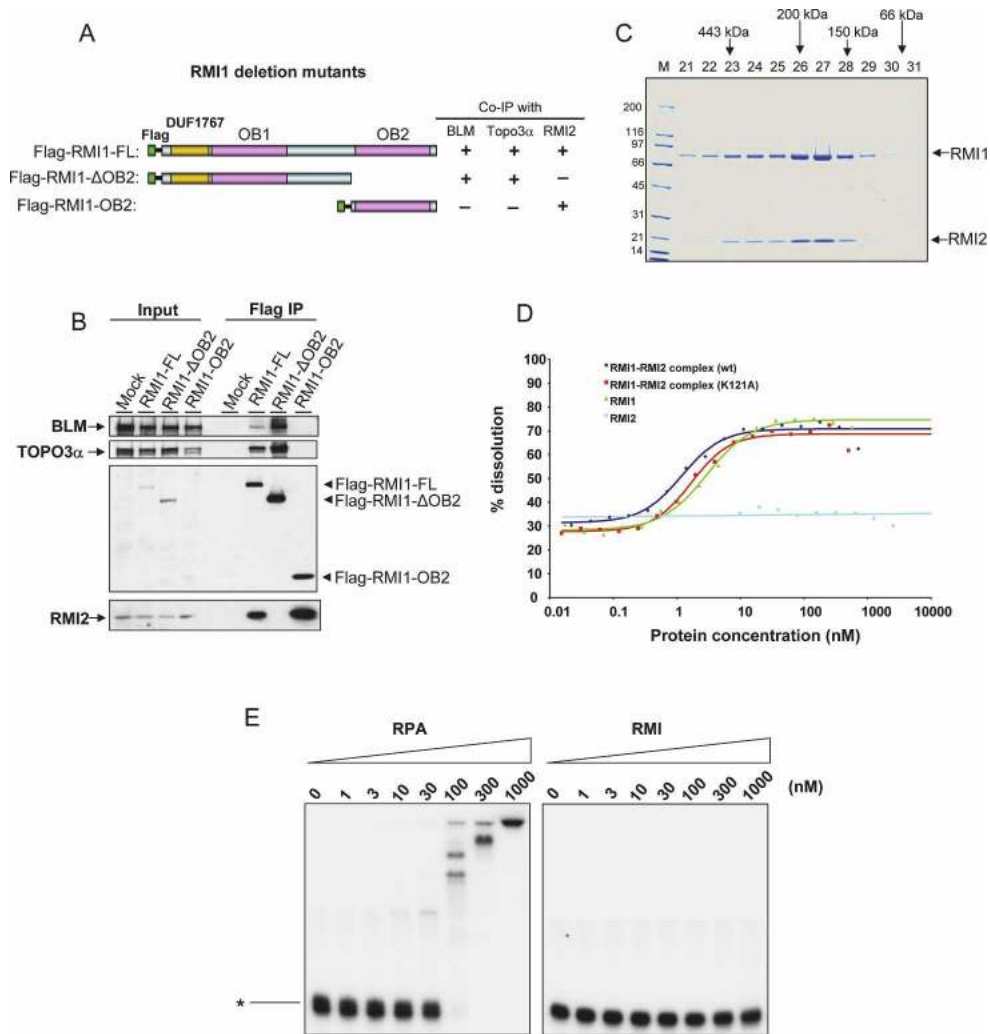 A
RMI1 deletion mutants
Co-IP with
Flag DUF1767 OB1 OB2 BLM Topo3α RMI2
Flag-RMI1-FL: + + +
Flag-RMI1-ΔOB2: + + –
Flag-RMI1-OB2: – – +
C
443 kDa 200 kDa 150 kDa 66 kDa
M 21 22 23 24 25 26 27 28 29 30 31
200
116
97
66
45
31
21
14
RMI1
RMI2
B
Input Flag IP
Mock RMI1-FL RMI1-ΔOB2 RMI1-OB2 Mock RMI1-FL RMI1-ΔOB2 RMI1-OB2
BLM
TOPO3α
Flag-RMI1-FL
Flag-RMI1-ΔOB2
Flag-RMI1-OB2
RMI2
D
RMI1-RMI2 complex (wt)
RMI1-RMI2 complex (K121A)
RMI1
RMI2
% dissolution
100
90
80
70
60
50
40
30
20
10
0
0.01 0.1 1 10 100 1000 10000
Protein concentration (nM)
E
RPA RMI
0 1 3 10 30 100 300 1000 0 1 3 10 30 100 300 1000 (nM)
*